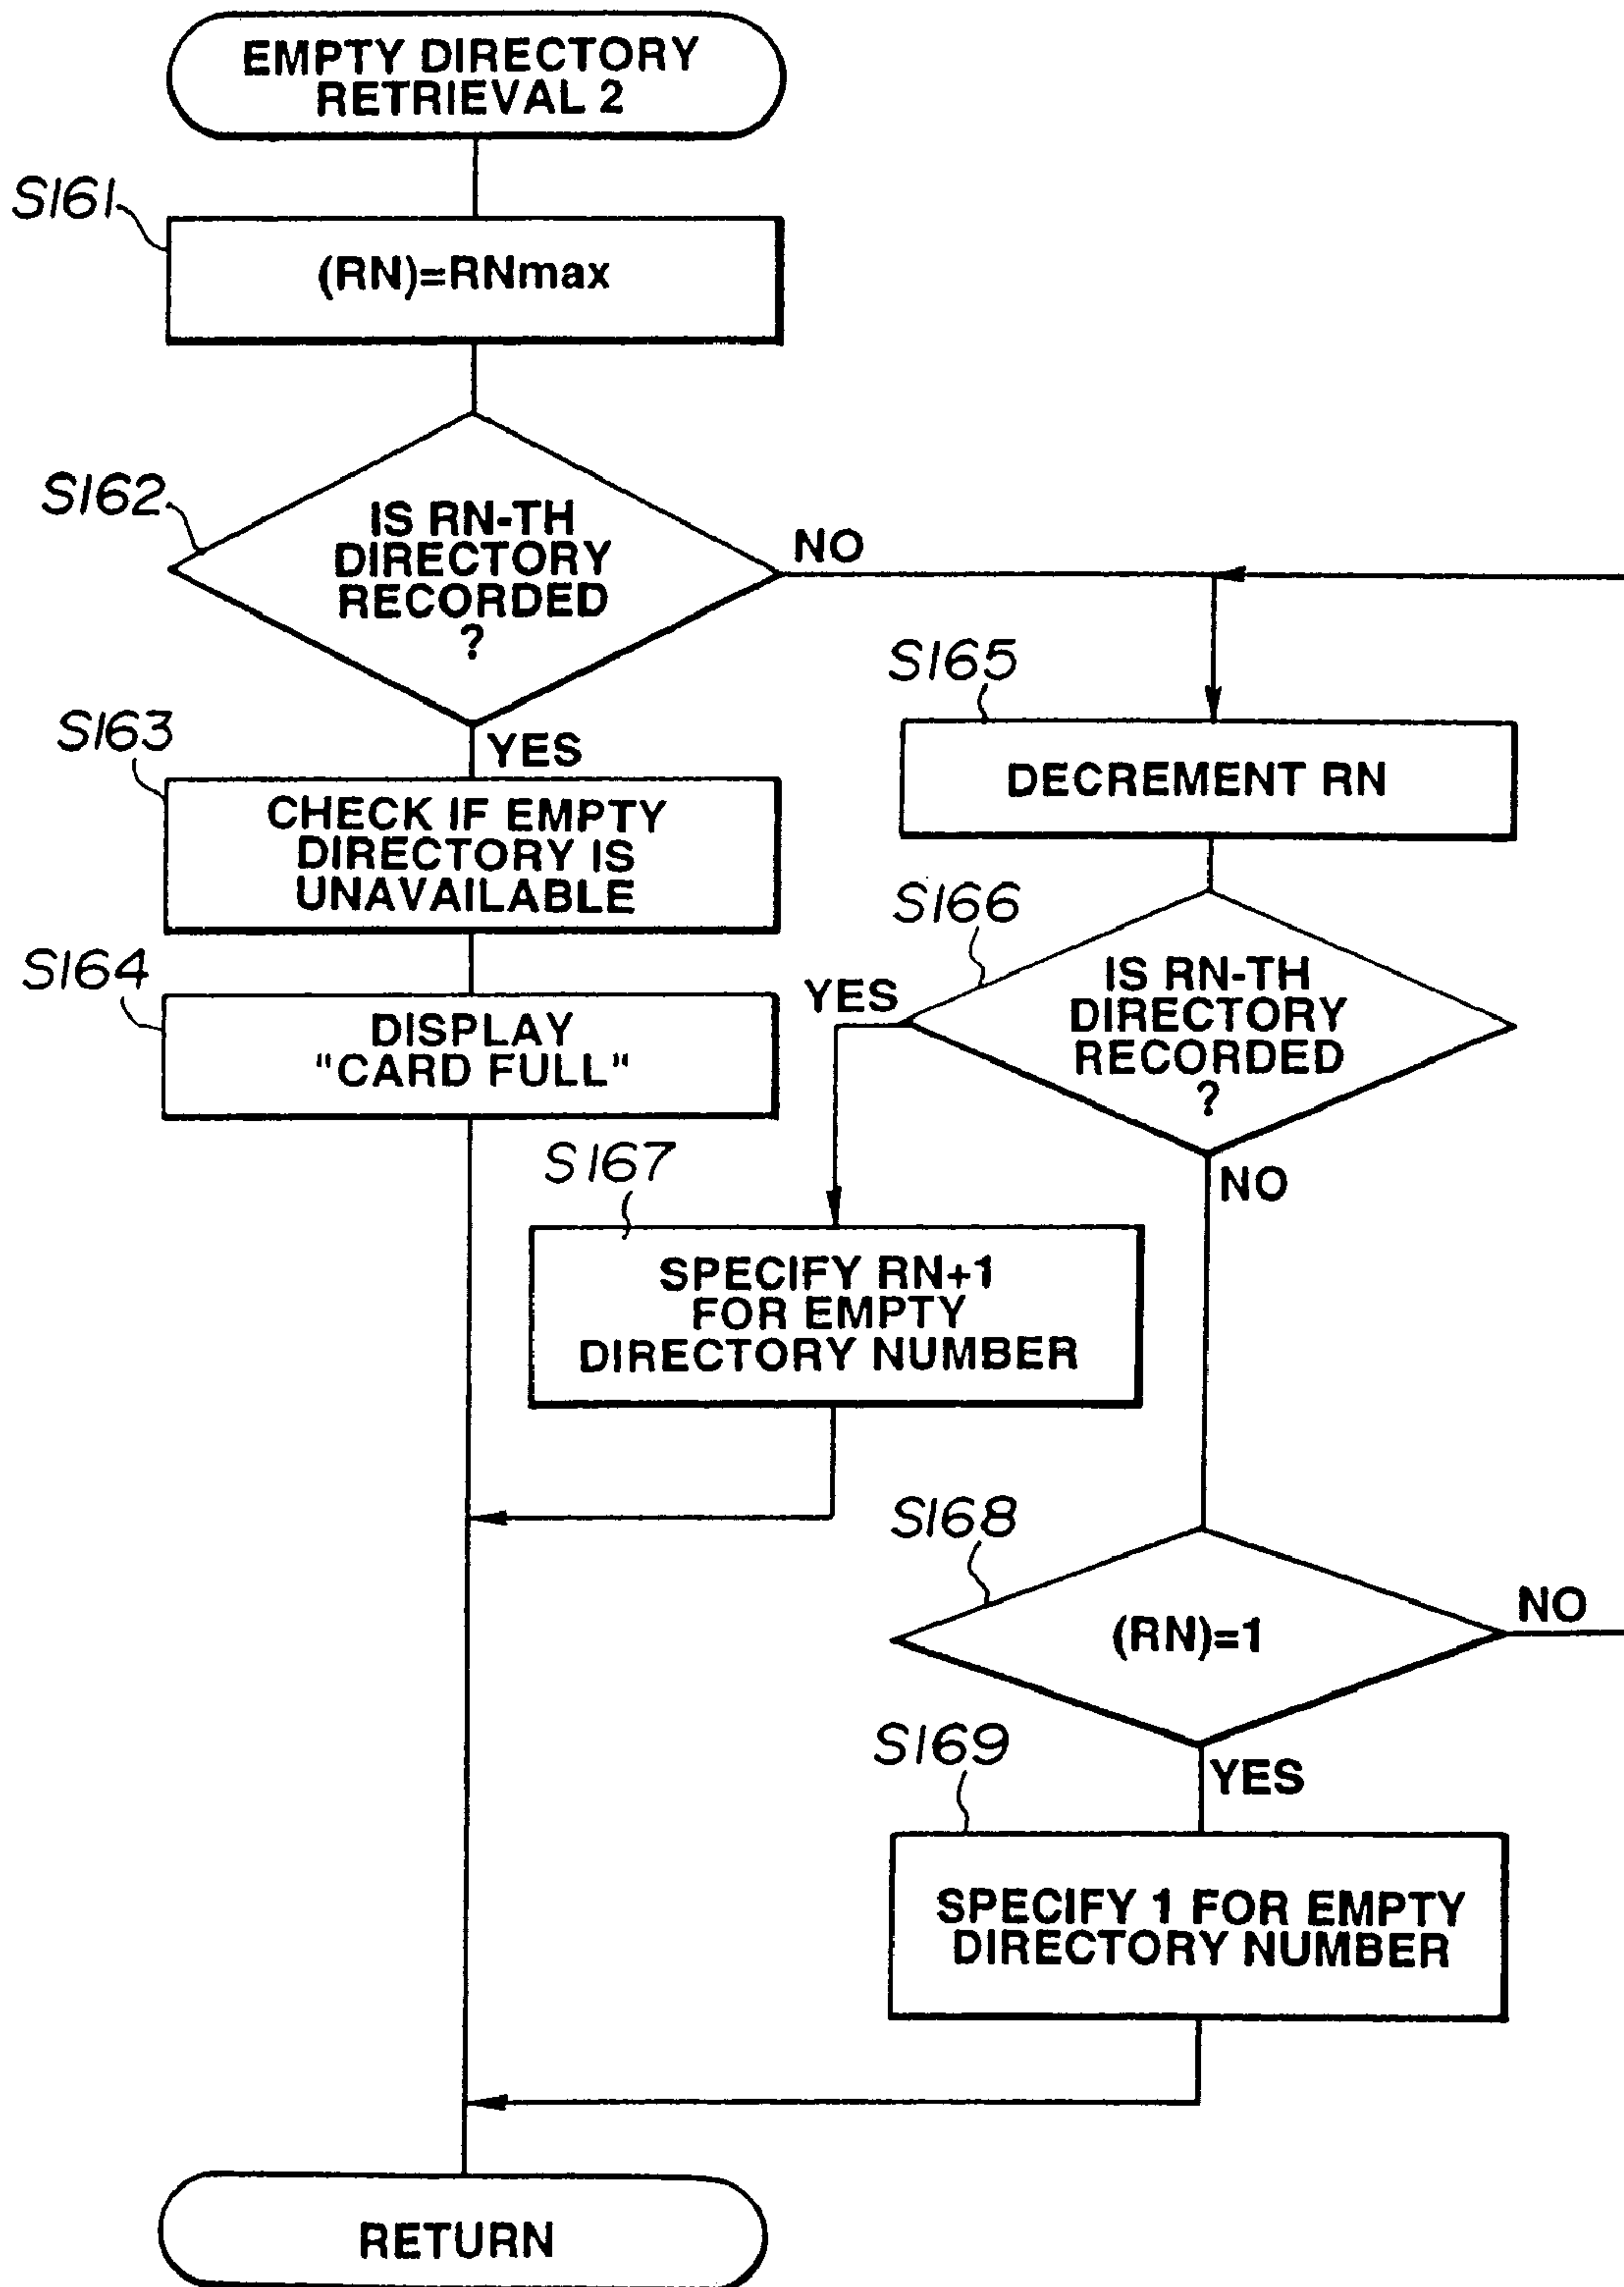 EMPTY DIRECTORY
RETRIEVAL 2
S161
(RN)=RNmax
S162
IS RN-TH
DIRECTORY
RECORDED
?
NO
YES
S163
CHECK IF EMPTY
DIRECTORY IS
UNAVAILABLE
S164
DISPLAY
"CARD FULL"
S165
DECREMENT RN
S166
IS RN-TH
DIRECTORY
RECORDED
?
YES
NO
S167
SPECIFY RN+1
FOR EMPTY
DIRECTORY NUMBER
S168
(RN)=1
NO
YES
S169
SPECIFY 1 FOR EMPTY
DIRECTORY NUMBER
RETURN